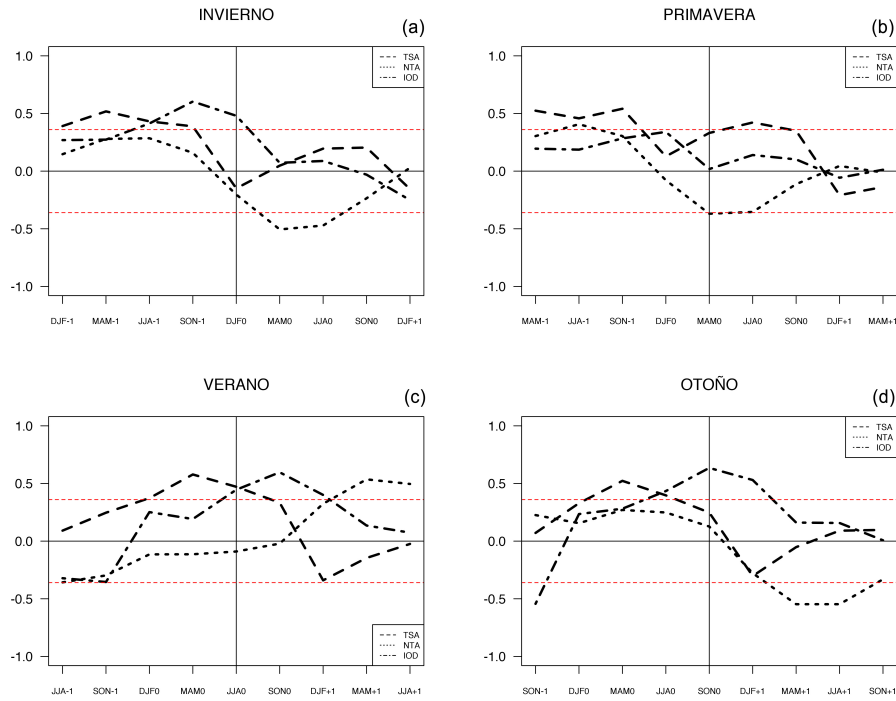 INVIERNO
(a)
1.0
0.5
0.0
-0.5
-1.0
TSA
NTA
IOD
DJF-1 MAM-1 JJA-1 SON-1 DJF0 MAM0 JJA0 SON0 DJF+1
PRIMAVERA
(b)
1.0
0.5
0.0
-0.5
-1.0
TSA
NTA
IOD
MAM-1 JJA-1 SON-1 DJF0 MAM0 JJA0 SON0 DJF+1 MAM+1
VERANO
(c)
1.0
0.5
0.0
-0.5
-1.0
TSA
NTA
IOD
JJA-1 SON-1 DJF0 MAM0 JJA0 SON0 DJF+1 MAM+1 JJA+1
OTOÑO
(d)
1.0
0.5
0.0
-0.5
-1.0
TSA
NTA
IOD
SON-1 DJF0 MAM0 JJA0 SON0 DJF+1 MAM+1 JJA+1 SON+1